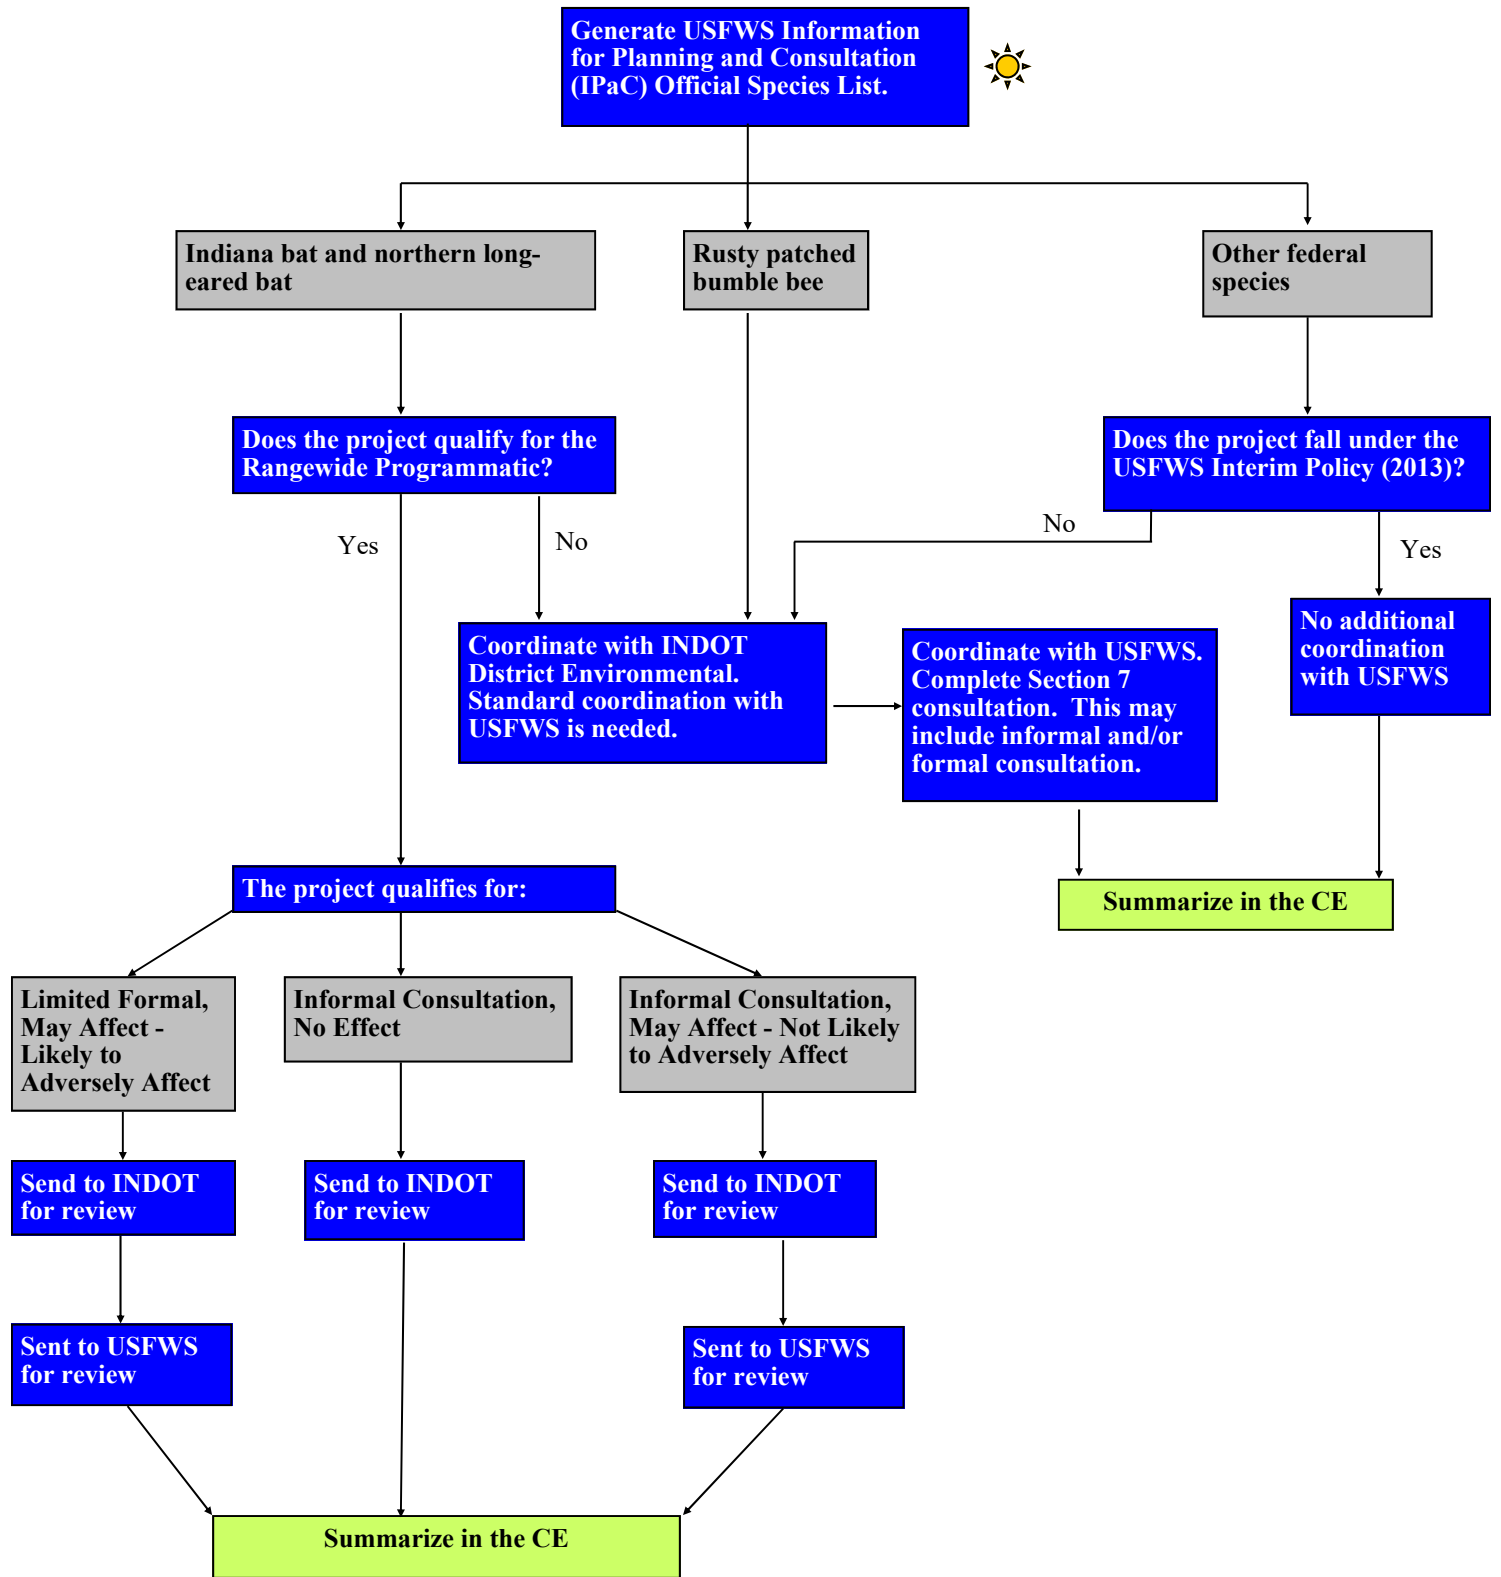 Generate USFWS Information
for Planning and Consultation
(IPaC) Official Species List.
Indiana bat and northern long-
eared bat
Rusty patched
bumble bee
Other federal
species
Does the project qualify for the
Rangewide Programmatic?
Does the project fall under the
USFWS Interim Policy (2013)?
Yes
No
No
Yes
Coordinate with INDOT
District Environmental.
Standard coordination with
USFWS is needed.
Coordinate with USFWS.
Complete Section 7
consultation.  This may
include informal and/or
formal consultation.
No additional
coordination
with USFWS
The project qualifies for:
Summarize in the CE
Limited Formal,
May Affect -
Likely to
Adversely Affect
Informal Consultation,
No Effect
Informal Consultation,
May Affect - Not Likely
to Adversely Affect
Send to INDOT
for review
Send to INDOT
for review
Send to INDOT
for review
Sent to USFWS
for review
Sent to USFWS
for review
Summarize in the CE